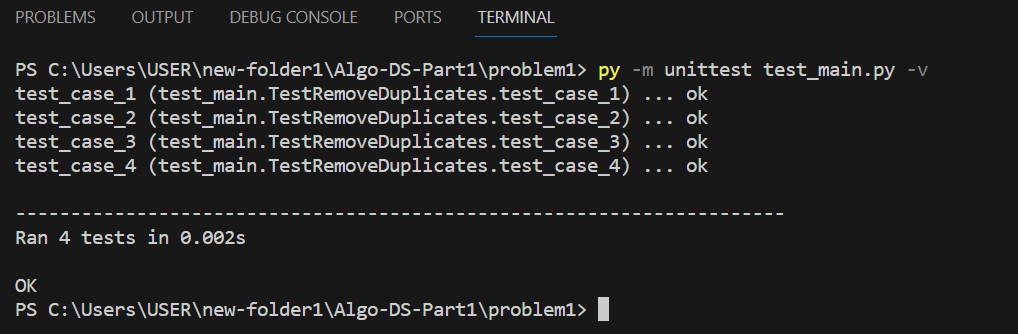 PROBLEMS OUTPUT DEBUG CONSOLE PORTS TERMINAL
PS C:\Users\USER\new-folder1\Algo-DS-Part1\problem1> py -m unittest test_main.py -v
test_case_1 (test_main.TestRemoveDuplicates.test_case_1) ... ok
test_case_2 (test_main.TestRemoveDuplicates.test_case_2) ... ok
test_case_3 (test_main.TestRemoveDuplicates.test_case_3) ... ok
test_case_4 (test_main.TestRemoveDuplicates.test_case_4) ... ok
----------------------------------------------------------------------
Ran 4 tests in 0.002s
OK
PS C:\Users\USER\new-folder1\Algo-DS-Part1\problem1>